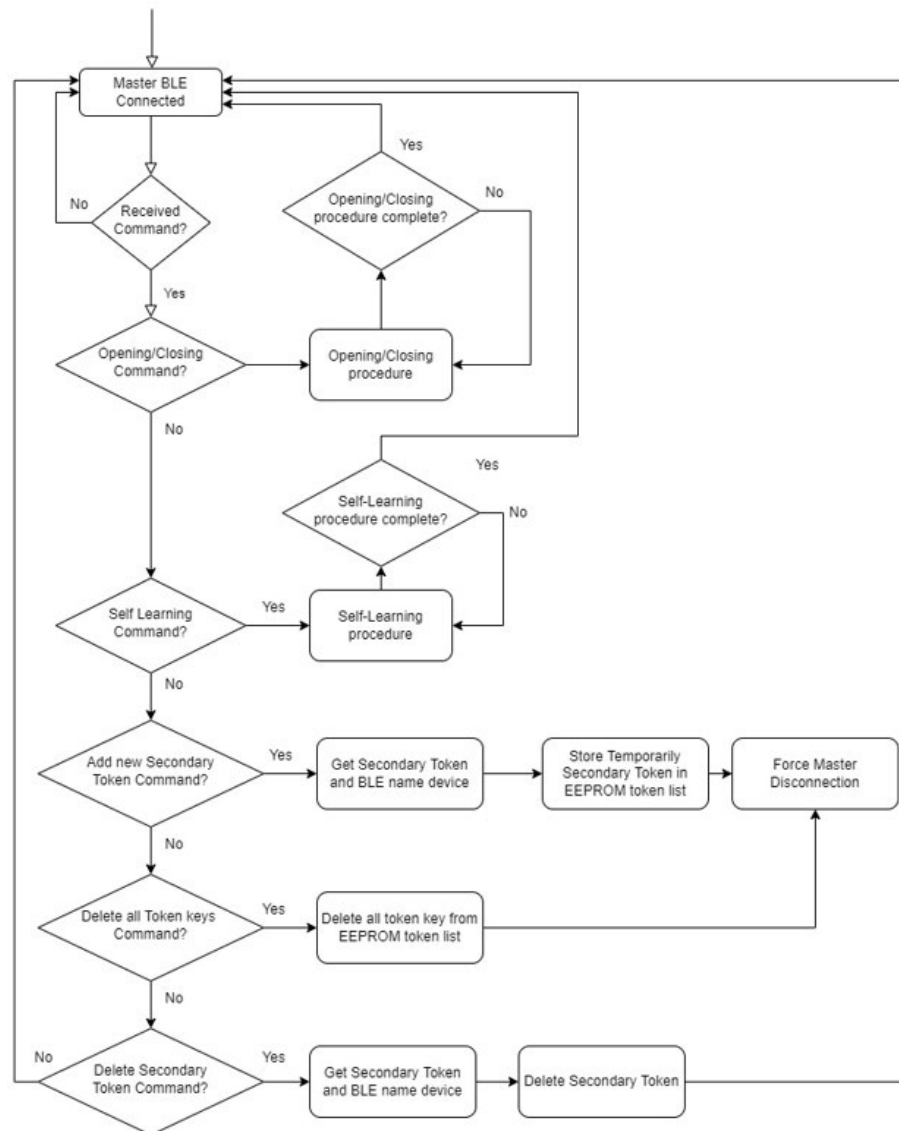 Master BLE
Connected
Yes
No
Opening/Closing
procedure complete?
No
Received
Command?
Yes
Opening/Closing
Command?
Opening/Closing
procedure
No
Yes
Self-Learning
procedure complete?
No
Self Learning
Command?
Yes
Self-Learning
procedure
No
Add new Secondary
Token Command?
Yes
Get Secondary Token
and BLE name device
Store Temporarily
Secondary Token in
EEPROM token list
Force Master
Disconnection
No
Delete all Token keys
Command?
Yes
Delete all token key from
EEPROM token list
No
No
Delete Secondary
Token Command?
Yes
Get Secondary Token
and BLE name device
Delete Secondary Token